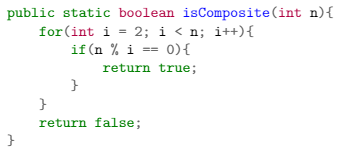 public static boolean isComposite(int n){
    for(int i = 2; i < n; i++){
        if(n % i == 0){
            return true;
        }
    }
    return false;
}